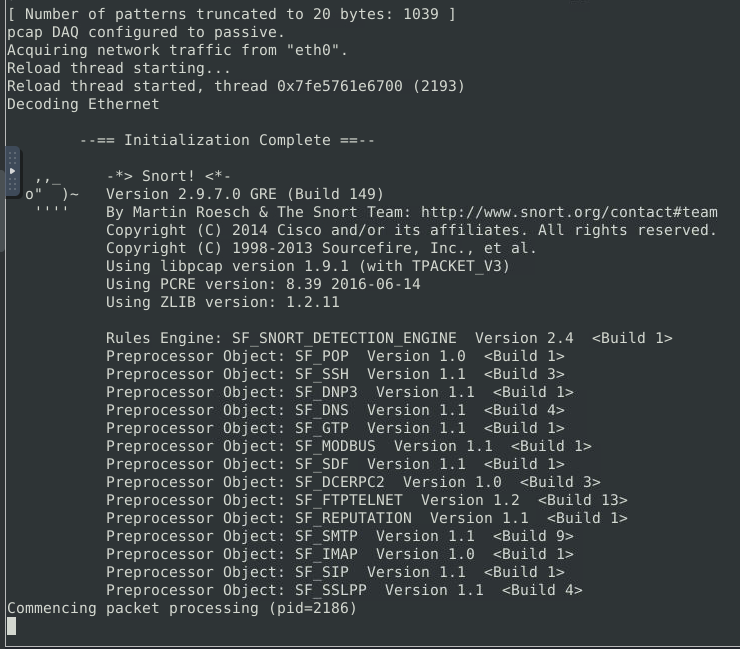 [ Number of patterns truncated to 20 bytes: 1039 ]
pcap DAQ configured to passive.
Acquiring network traffic from "eth0".
Reload thread starting...
Reload thread started, thread 0x7fe5761e6700 (2193)
Decoding Ethernet
--== Initialization Complete ==--
,,_ -*> Snort! <*-
o" )~ Version 2.9.7.0 GRE (Build 149)
'''' By Martin Roesch & The Snort Team: http://www.snort.org/contact#team
Copyright (C) 2014 Cisco and/or its affiliates. All rights reserved.
Copyright (C) 1998-2013 Sourcefire, Inc., et al.
Using libpcap version 1.9.1 (with TPACKET_V3)
Using PCRE version: 8.39 2016-06-14
Using ZLIB version: 1.2.11
Rules Engine: SF_SNORT_DETECTION_ENGINE Version 2.4 <Build 1>
Preprocessor Object: SF_POP Version 1.0 <Build 1>
Preprocessor Object: SF_SSH Version 1.1 <Build 3>
Preprocessor Object: SF_DNP3 Version 1.1 <Build 1>
Preprocessor Object: SF_DNS Version 1.1 <Build 4>
Preprocessor Object: SF_GTP Version 1.1 <Build 1>
Preprocessor Object: SF_MODBUS Version 1.1 <Build 1>
Preprocessor Object: SF_SDF Version 1.1 <Build 1>
Preprocessor Object: SF_DCERPC2 Version 1.0 <Build 3>
Preprocessor Object: SF_FTPTELNET Version 1.2 <Build 13>
Preprocessor Object: SF_REPUTATION Version 1.1 <Build 1>
Preprocessor Object: SF_SMTP Version 1.1 <Build 9>
Preprocessor Object: SF_IMAP Version 1.0 <Build 1>
Preprocessor Object: SF_SIP Version 1.1 <Build 1>
Preprocessor Object: SF_SSLPP Version 1.1 <Build 4>
Commencing packet processing (pid=2186)